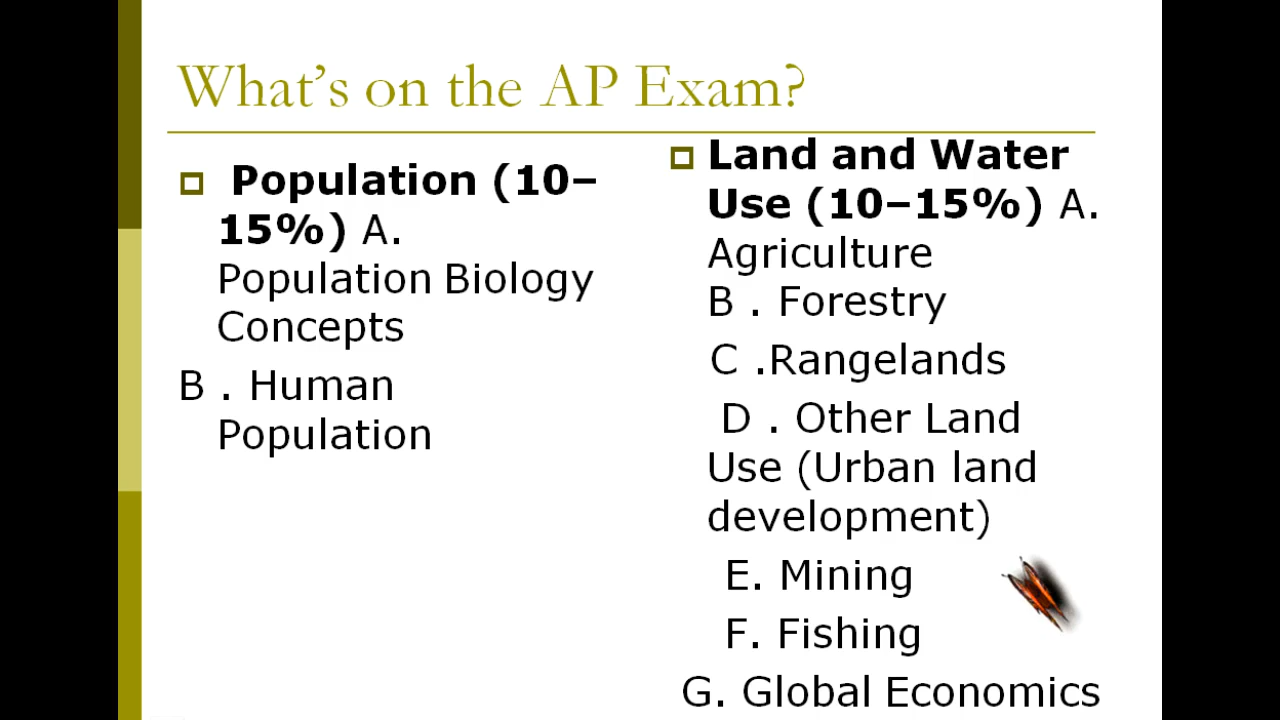 What's on the AP Exam?
Population (10–
15%) A.
Population Biology
Concepts
B . Human
Population
Land and Water
Use (10–15%) A.
Agriculture
B . Forestry
C .Rangelands
D . Other Land
Use (Urban land
development)
E. Mining
F. Fishing
G. Global Economics